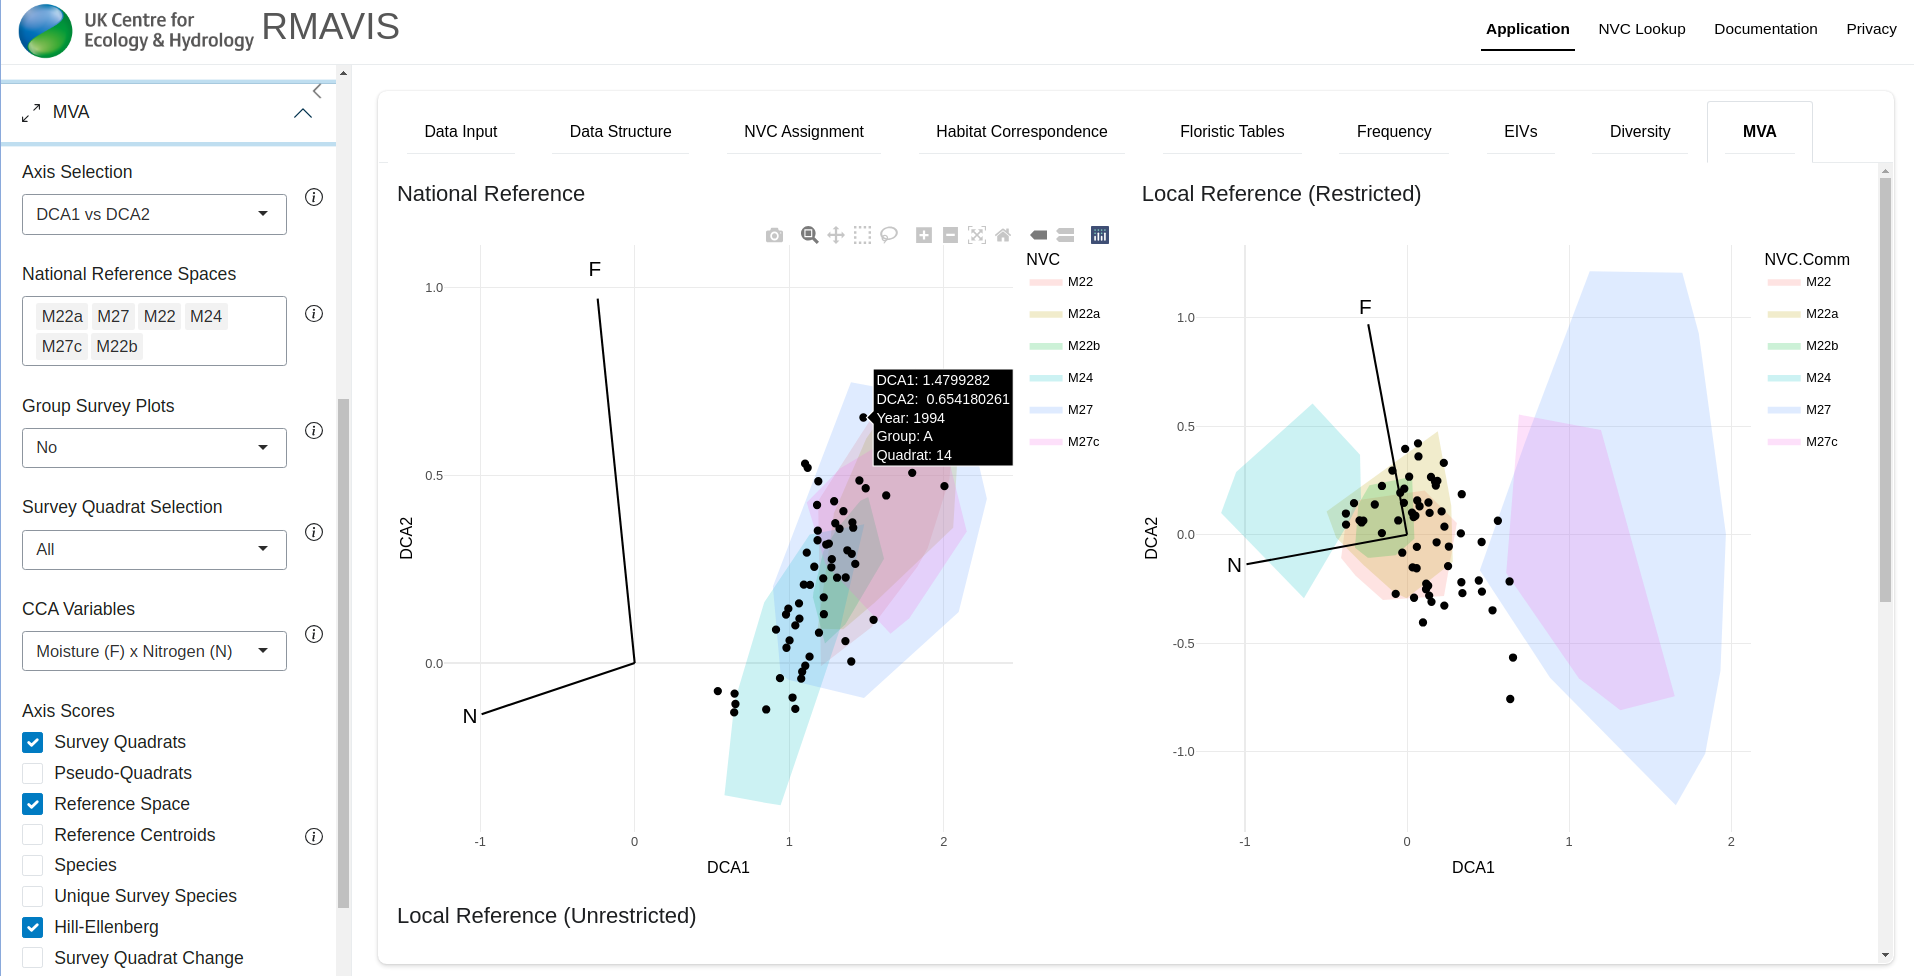 UK Centre for
Ecology & Hydrology
RMAVIS
Application
NVC Lookup
Documentation
Privacy
MVA
Axis Selection
DCA1 vs DCA2
National Reference Spaces
M22a M27 M22 M24
M27c M22b
Group Survey Plots
No
Survey Quadrat Selection
All
CCA Variables
Moisture (F) x Nitrogen (N)
Axis Scores
Survey Quadrats
Pseudo-Quadrats
Reference Space
Reference Centroids
Species
Unique Survey Species
Hill-Ellenberg
Survey Quadrat Change
Data Input
Data Structure
NVC Assignment
Habitat Correspondence
Floristic Tables
Frequency
EIVs
Diversity
MVA
National Reference
F
N
1.0
0.5
0.0
DCA2
-1
0
1
2
DCA1
DCA1: 1.4799282
DCA2: 0.654180261
Year: 1994
Group: A
Quadrat: 14
NVC
M22
M22a
M22b
M24
M27
M27c
Local Reference (Restricted)
F
N
1.0
0.5
0.0
-0.5
-1.0
DCA2
-1
0
1
2
DCA1
NVC.Comm
M22
M22a
M22b
M24
M27
M27c
Local Reference (Unrestricted)